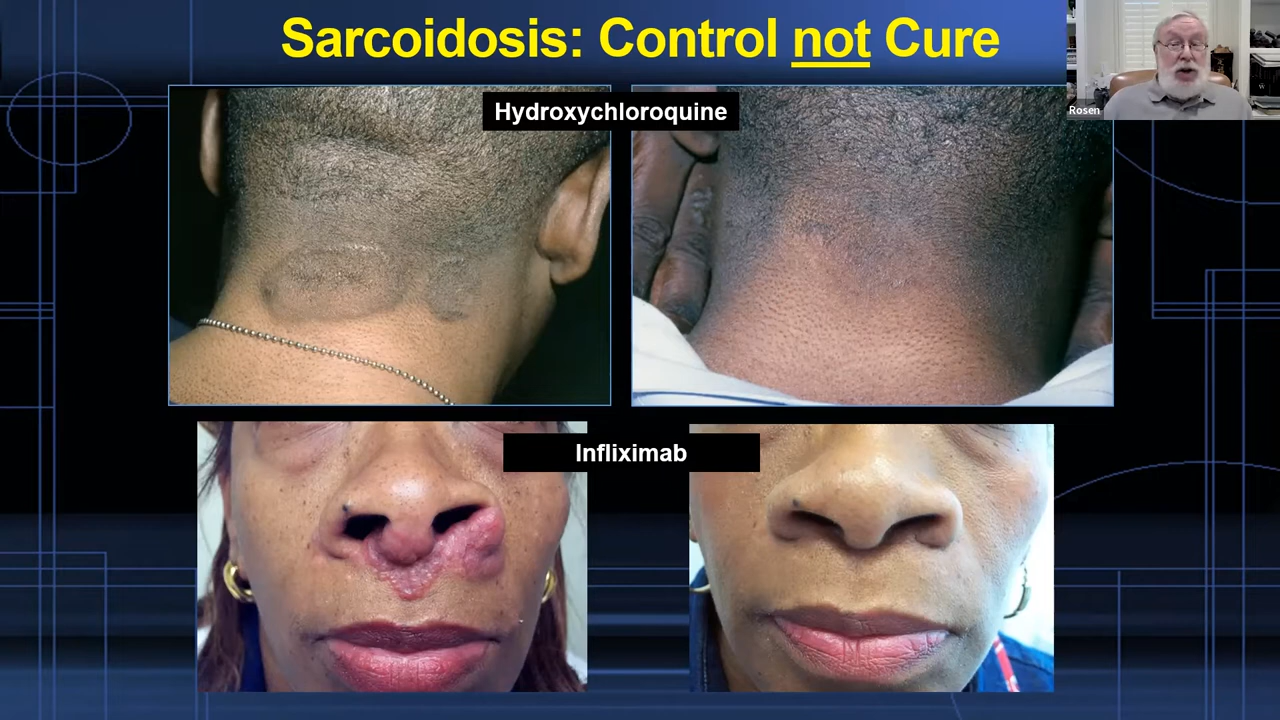 Sarcoidosis: Control not Cure
Rosen
Hydroxychloroquine
Infliximab